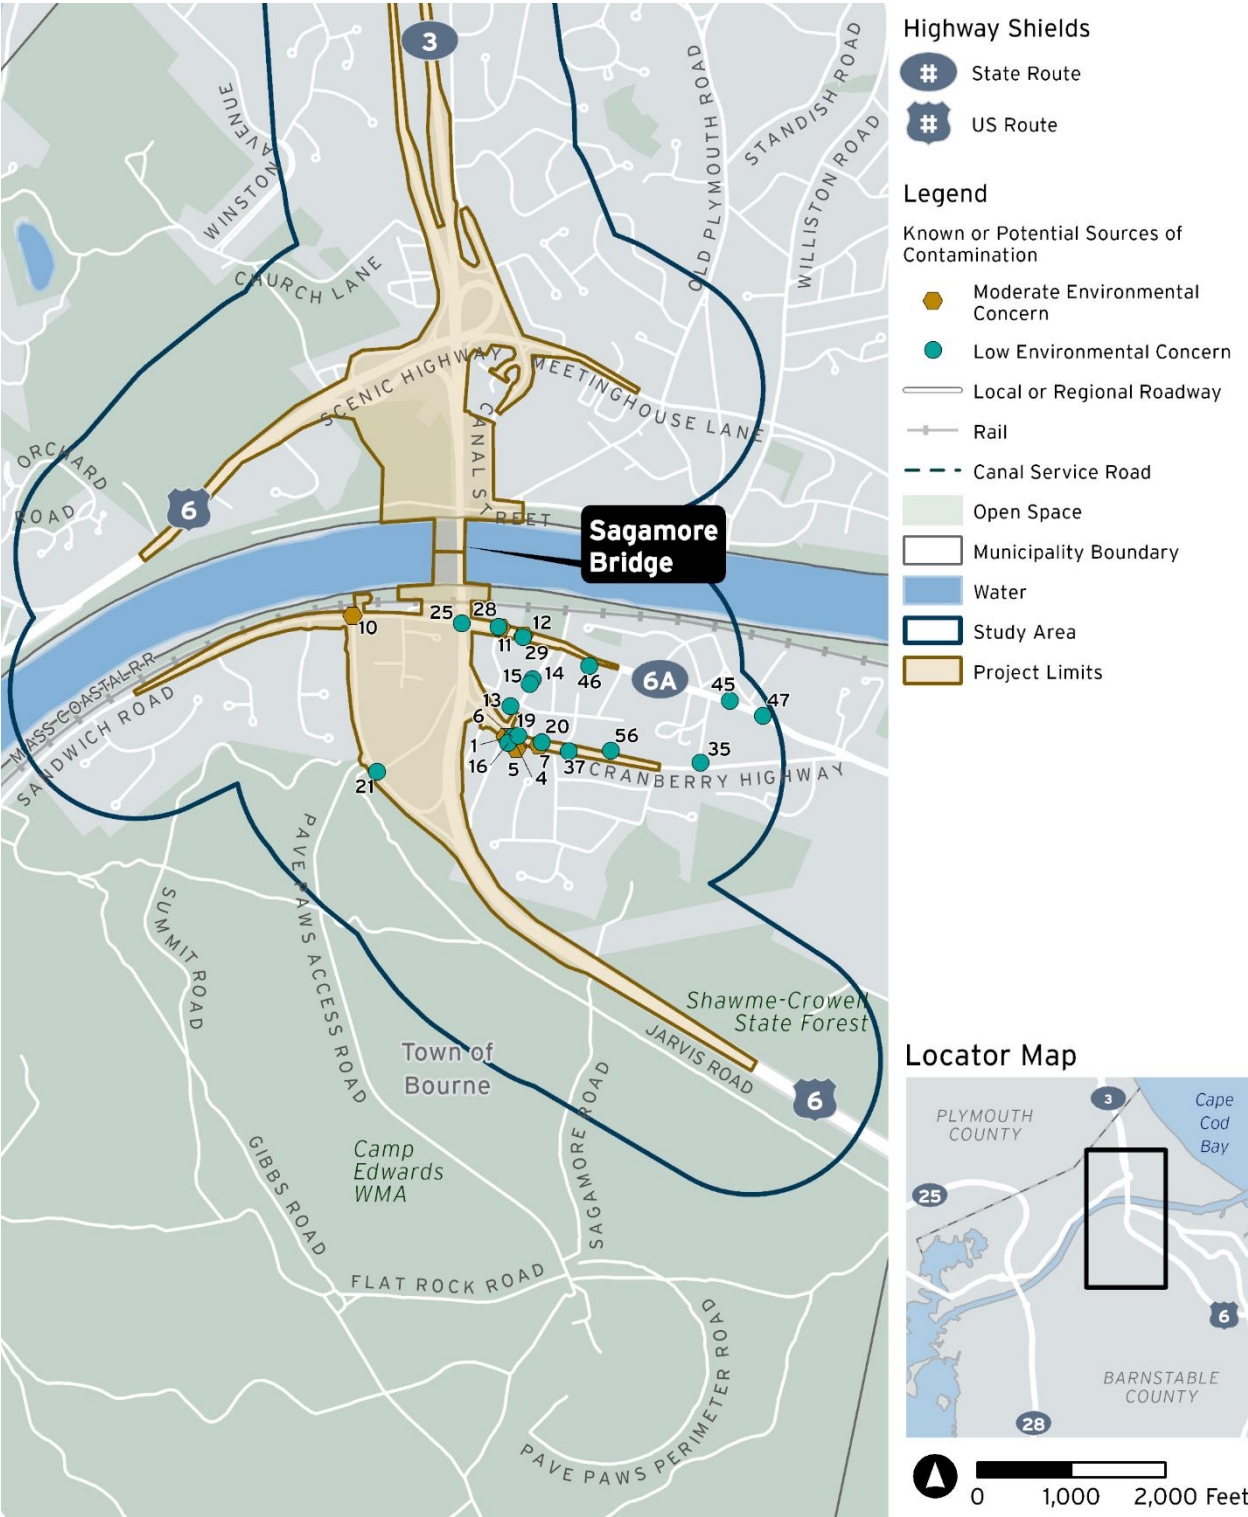 3
WINSTON AVENUE
CHURCH LANE
OLD PLYMOUTH ROAD
STANDISH ROAD
WILLISTON ROAD
SCENIC HIGHWAY
MEETINGHOUSE LANE
CANAL STREET
ORCHARD
ROAD
6
Sagamore
Bridge
MASS COASTAL RR
SANDWICH ROAD
10
25
28
11
12
29
46
6A
15
14
45
47
13
6
19
20
56
1
16
5
4
7
37
35
CRANBERRY HIGHWAY
21
SUMMIT ROAD
PAVE PAWS ACCESS ROAD
Shawme-Crowell
State Forest
JARVIS ROAD
6
Town of
Bourne
SAGAMORE ROAD
Camp
Edwards
WMA
GIBBS ROAD
FLAT ROCK ROAD
PAVE PAWS PERIMETER ROAD
Highway Shields
# State Route
# US Route
Legend
Known or Potential Sources of
Contamination
Moderate Environmental
Concern
Low Environmental Concern
Local or Regional Roadway
Rail
Canal Service Road
Open Space
Municipality Boundary
Water
Study Area
Project Limits
Locator Map
3
Cape
Cod
Bay
PLYMOUTH
COUNTY
25
6
BARNSTABLE
COUNTY
28
0 1,000 2,000 Feet